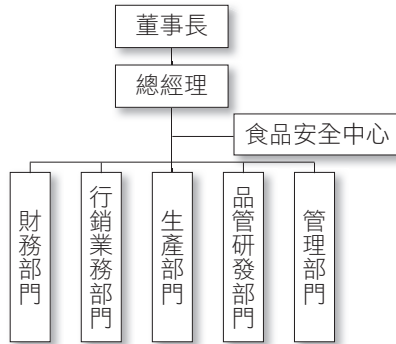 董事長
總經理
食品安全中心
財務部門
行銷業務部門
生產部門
品管研發部門
管理部門